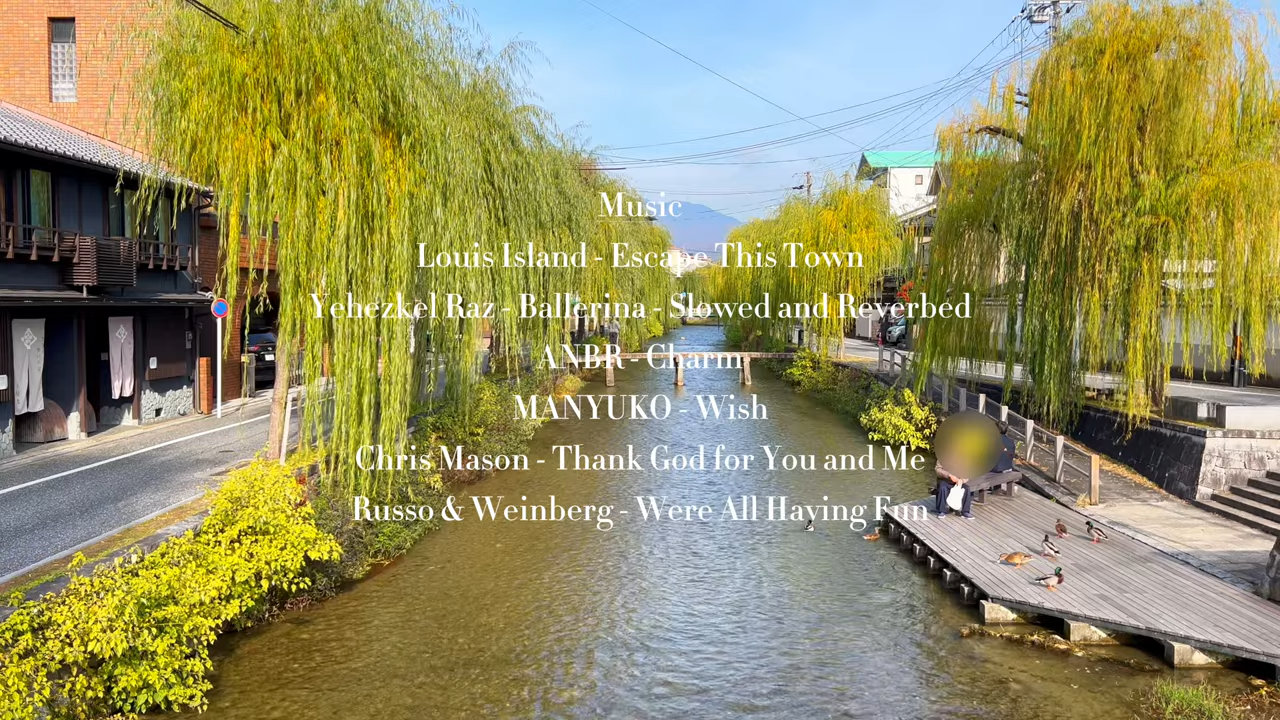 Music
Louis Island - Escape This Town
Yehezkel Raz - Ballerina - Slowed and Reverbed
ANBR - Charm
MANYUKO - Wish
Chris Mason - Thank God for You and Me
Russo & Weinberg - Were All Having Fun